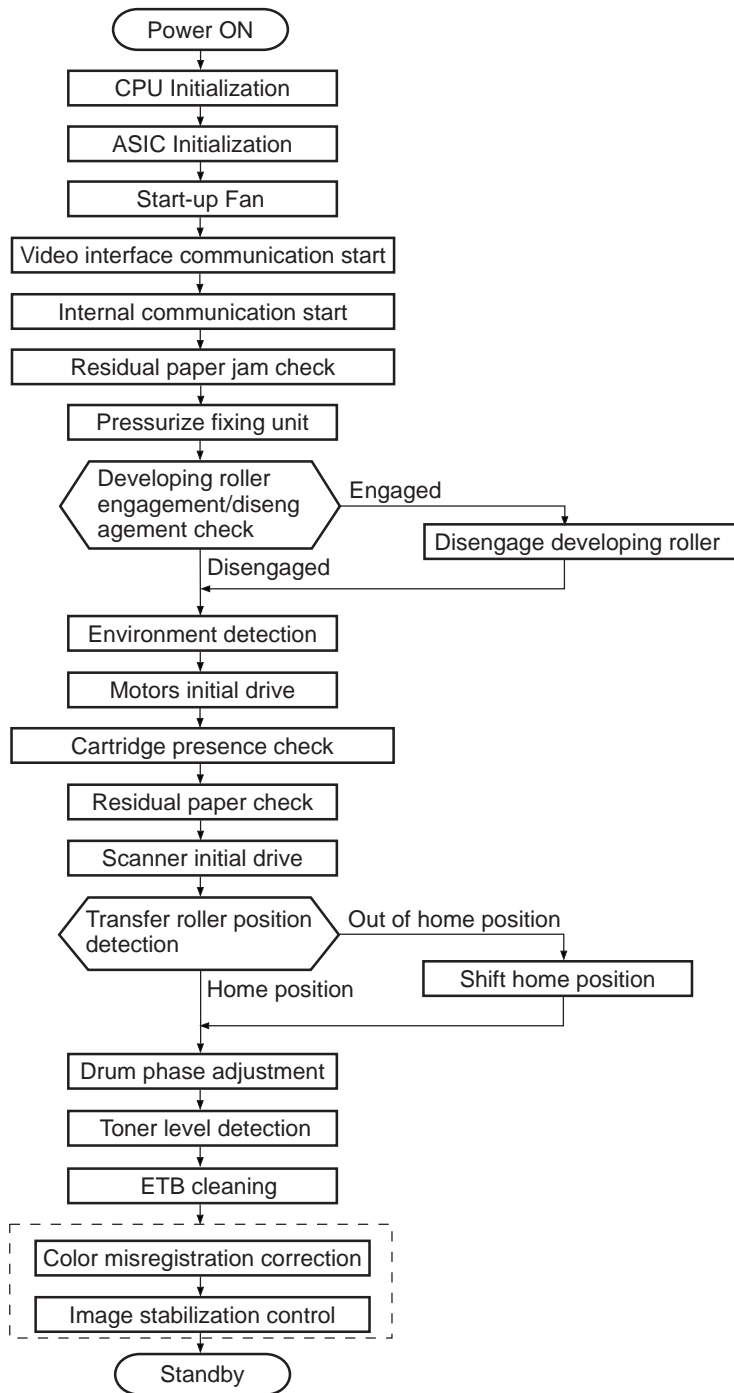 Power ON
CPU Initialization
ASIC Initialization
Start-up Fan
Video interface communication start
Internal communication start
Residual paper jam check
Pressurize fixing unit
Developing roller
engagement/diseng
agement check
Engaged
Disengage developing roller
Disengaged
Environment detection
Motors initial drive
Cartridge presence check
Residual paper check
Scanner initial drive
Transfer roller position
detection
Out of home position
Shift home position
Home position
Drum phase adjustment
Toner level detection
ETB cleaning
Color misregistration correction
Image stabilization control
Standby